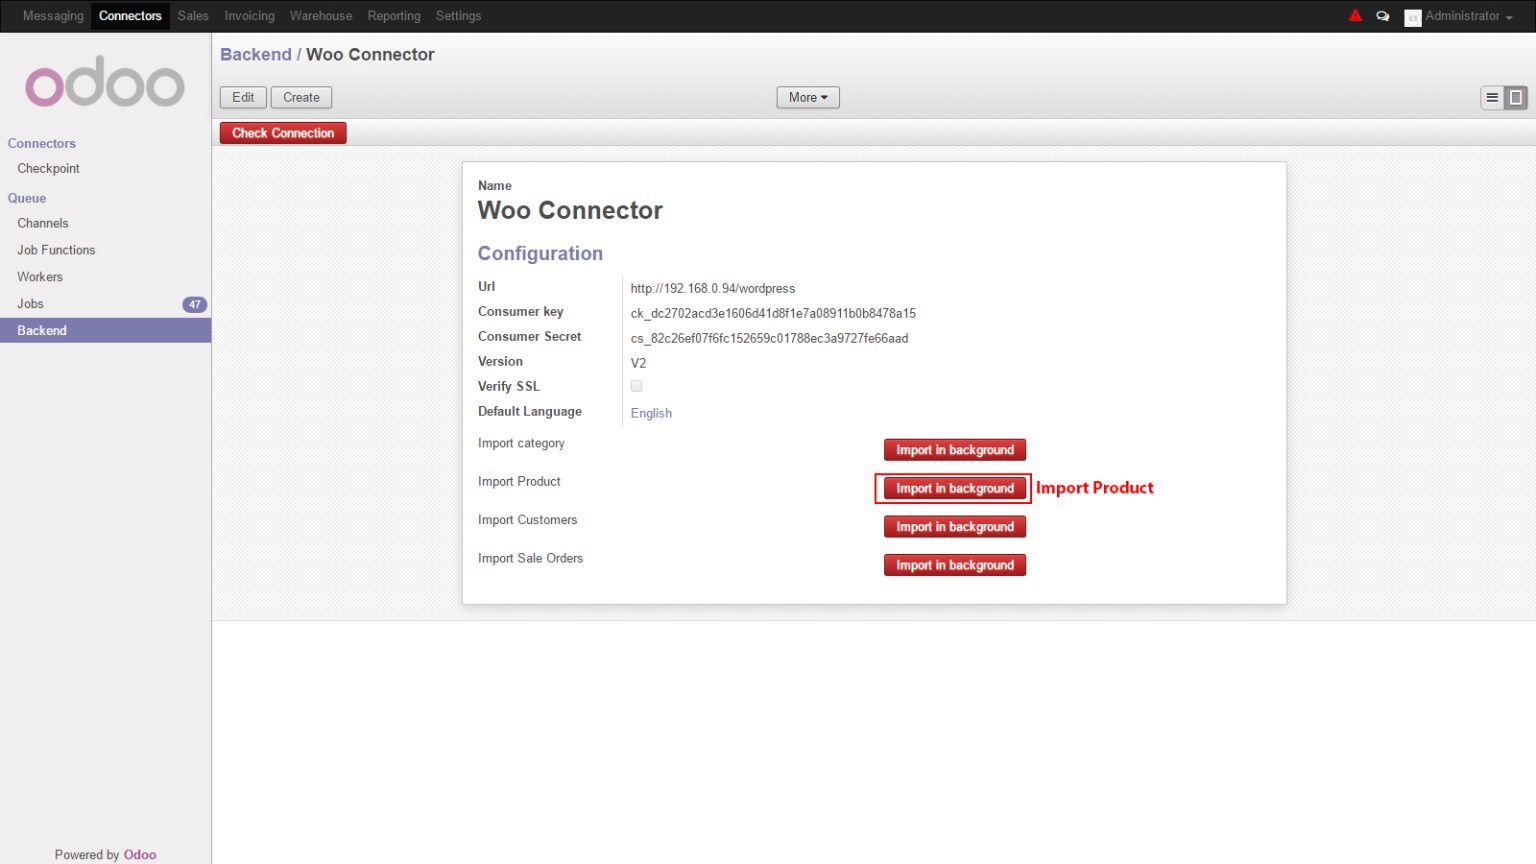 Messaging Connectors Sales Invoicing Warehouse Reporting Settings Administrator
odoo
Connectors
Checkpoint
Queue
Channels
Job Functions
Workers
Jobs 47
Backend
Powered by Odoo
Backend / Woo Connector
Edit Create More
Check Connection
Name
Woo Connector
Configuration
Url http://192.168.0.94/wordpress
Consumer key ck_dc2702acd3e1606d41d8f1e7a08911b0b8478a15
Consumer Secret cs_82c26ef07f6fc152659c01788ec3a9727fe66aad
Version V2
Verify SSL
Default Language English
Import category Import in background
Import Product Import in background Import Product
Import Customers Import in background
Import Sale Orders Import in background